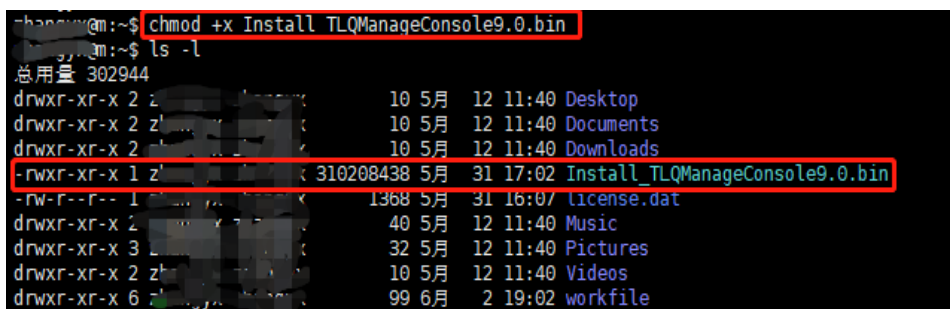 @m:~$ chmod +x Install_TLQManageConsole9.0.bin
@m:~$ ls -l
总用量 302944
drwxr-xr-x 2 10 5月 12 11:40 Desktop
drwxr-xr-x 2 10 5月 12 11:40 Documents
drwxr-xr-x 2 10 5月 12 11:40 Downloads
-rwxr-xr-x 1 310208438 5月 31 17:02 Install_TLQManageConsole9.0.bin
-rw-r--r-- 1 1368 5月 31 16:07 license.dat
drwxr-xr-x 2 40 5月 12 11:40 Music
drwxr-xr-x 3 32 5月 12 11:40 Pictures
drwxr-xr-x 2 10 5月 12 11:40 Videos
drwxr-xr-x 6 99 6月 2 19:02 workfile